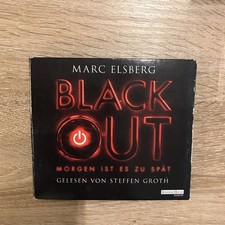 MARC ELSBERG
BLACK
OUT
MORGEN IST ES ZU SPÄT
GELESEN VON STEFFEN GROTH